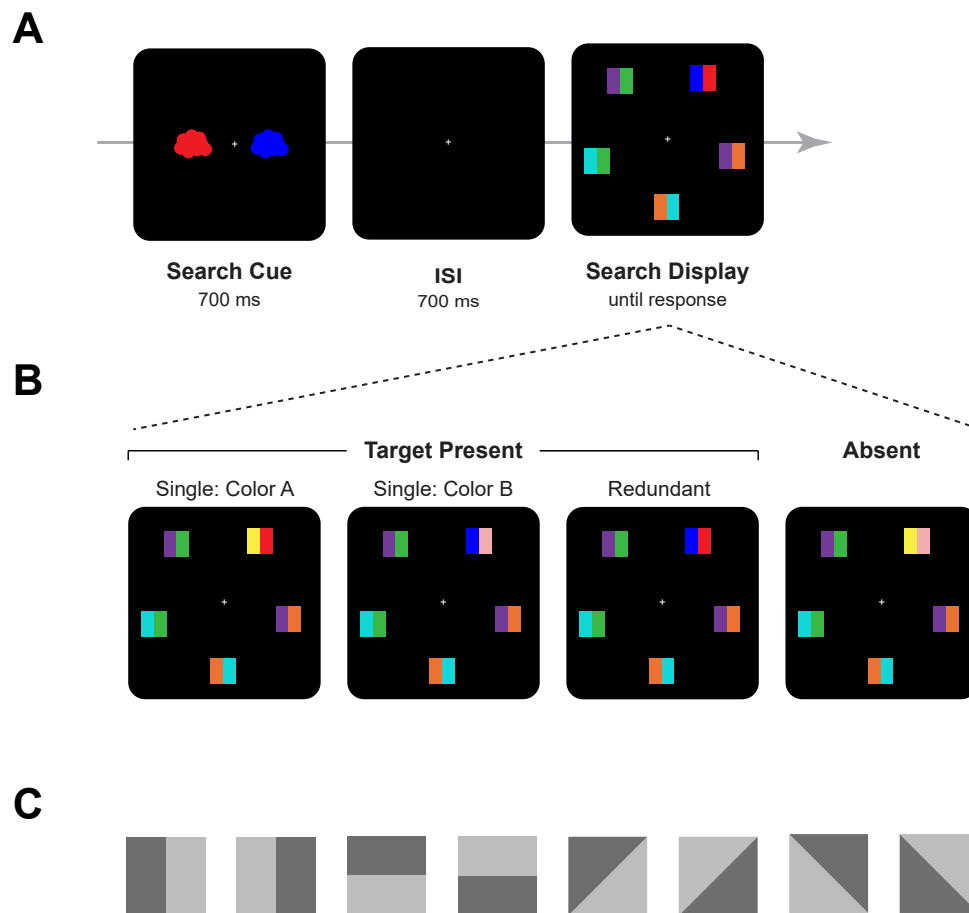 A
Search Cue
700 ms
ISI
700 ms
Search Display
until response
B
Target Present
Absent
Single: Color A
Single: Color B
Redundant
C